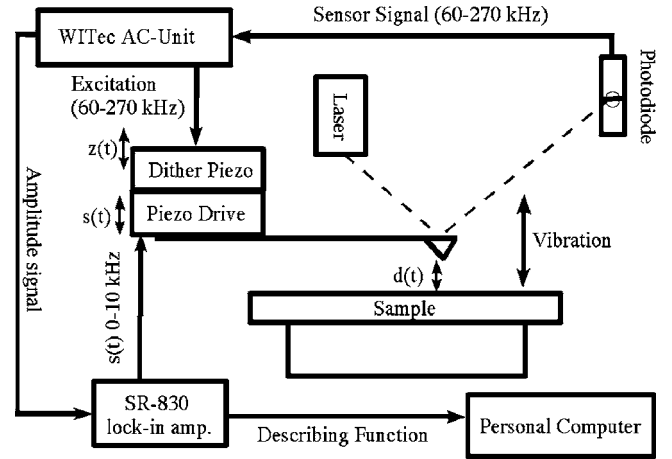 Sensor Signal (60-270 kHz)
WITec AC-Unit
Excitation
(60-270 kHz)
Laser
Photodiode
z(t)
Dither Piezo
s(t)
Piezo Drive
Amplitude signal
s(t) 0-10 kHz
d(t)
Vibration
Sample
SR-830
lock-in amp.
Describing Function
Personal Computer